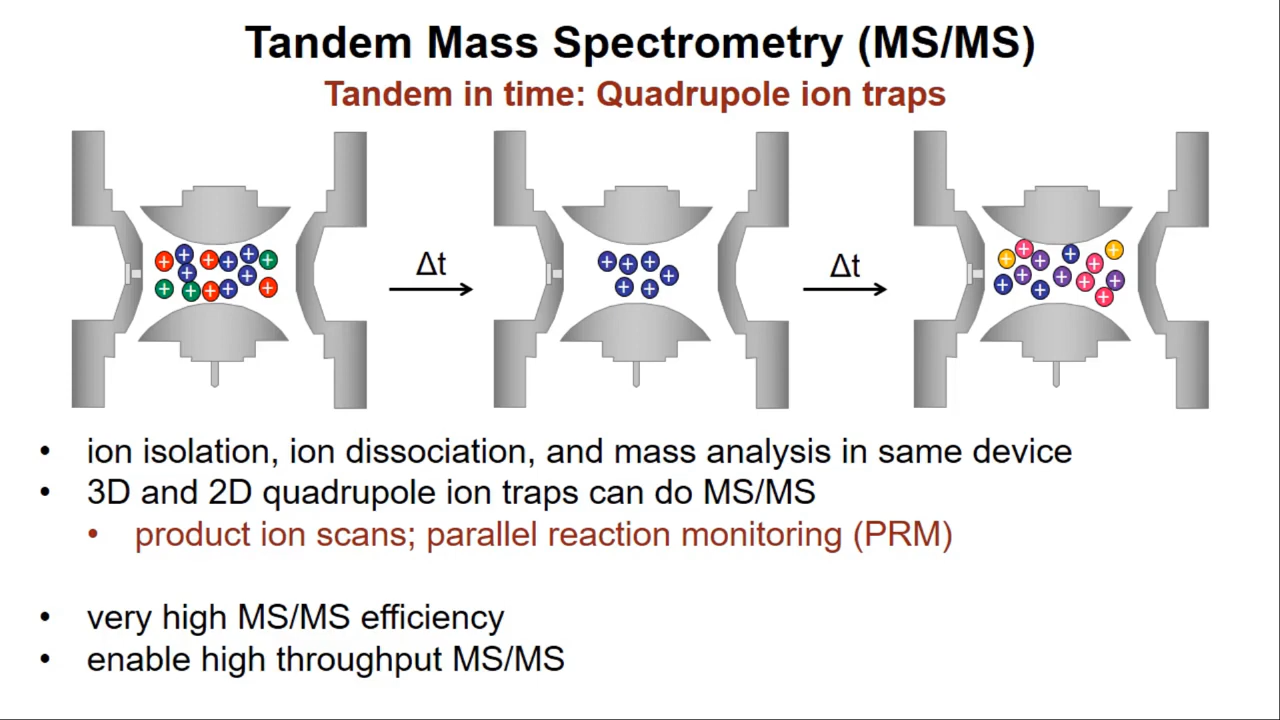 Tandem Mass Spectrometry (MS/MS)
Tandem in time: Quadrupole ion traps
Δt
Δt
+ + + + + + + + + + + + + +
+ + + + + + +
+ + + + + + + + + + + + + +
• ion isolation, ion dissociation, and mass analysis in same device
• 3D and 2D quadrupole ion traps can do MS/MS
• product ion scans; parallel reaction monitoring (PRM)
• very high MS/MS efficiency
• enable high throughput MS/MS